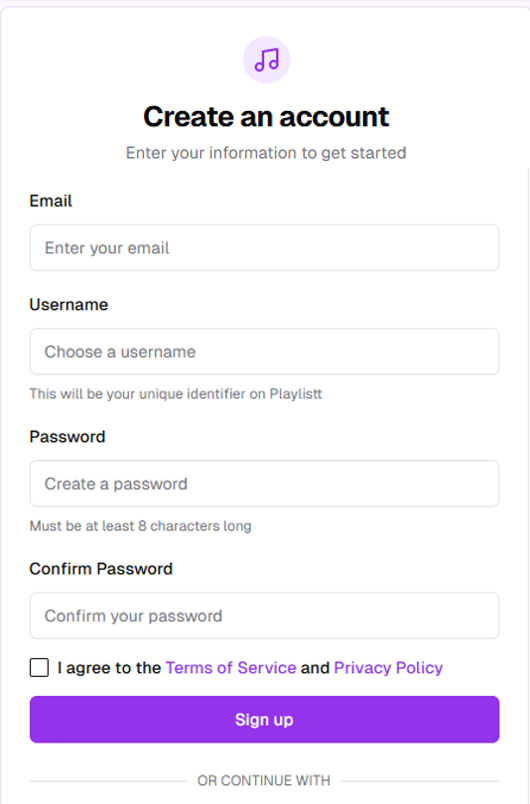 Create an account
Enter your information to get started
Email
Enter your email
Username
Choose a username
This will be your unique identifier on Playlistt
Password
Create a password
Must be at least 8 characters long
Confirm Password
Confirm your password
I agree to the Terms of Service and Privacy Policy
Sign up
OR CONTINUE WITH